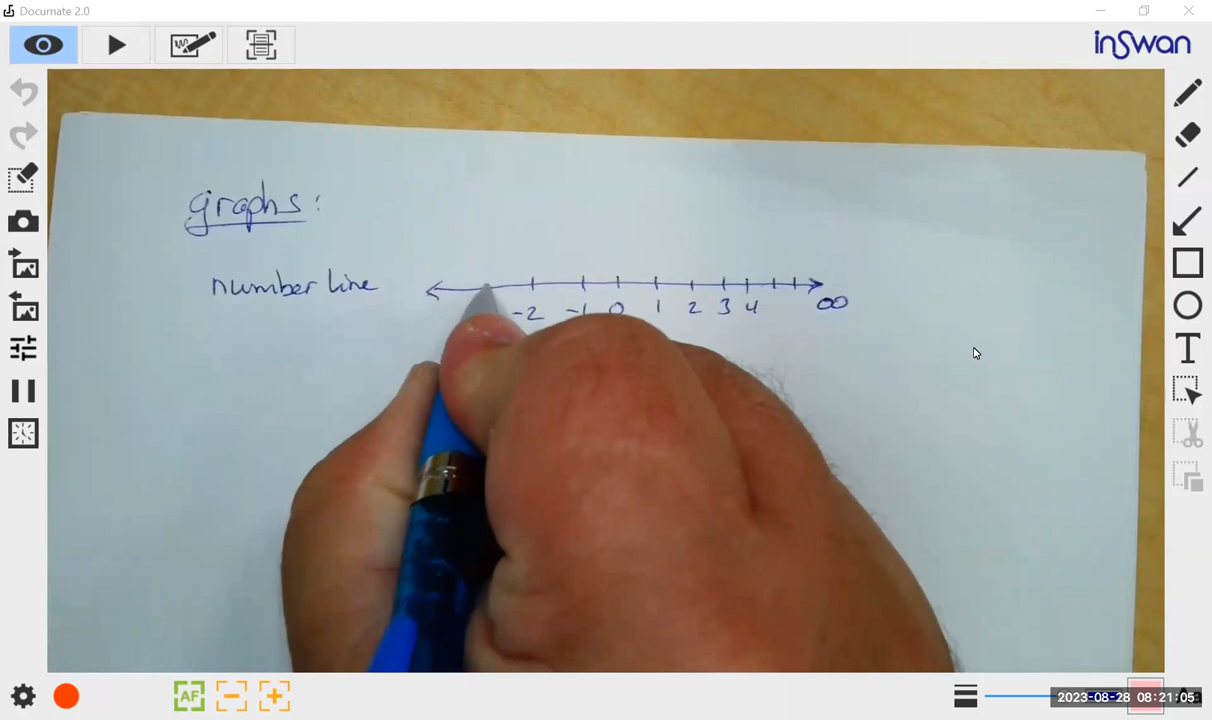 Documate 2.0
inSwan
graphs:
number line
-2 -1 0 1 2 3 4 ∞
AF
2023-08-28 08:21:05